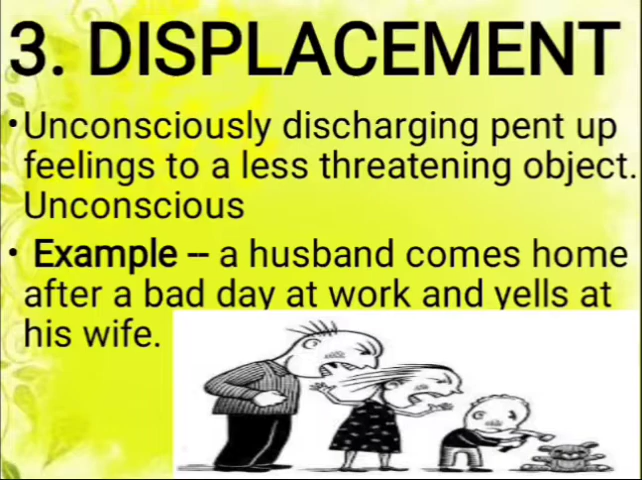 3. DISPLACEMENT
•Unconsciously discharging pent up
feelings to a less threatening object.
Unconscious
• Example -- a husband comes home
after a bad day at work and yells at
his wife.